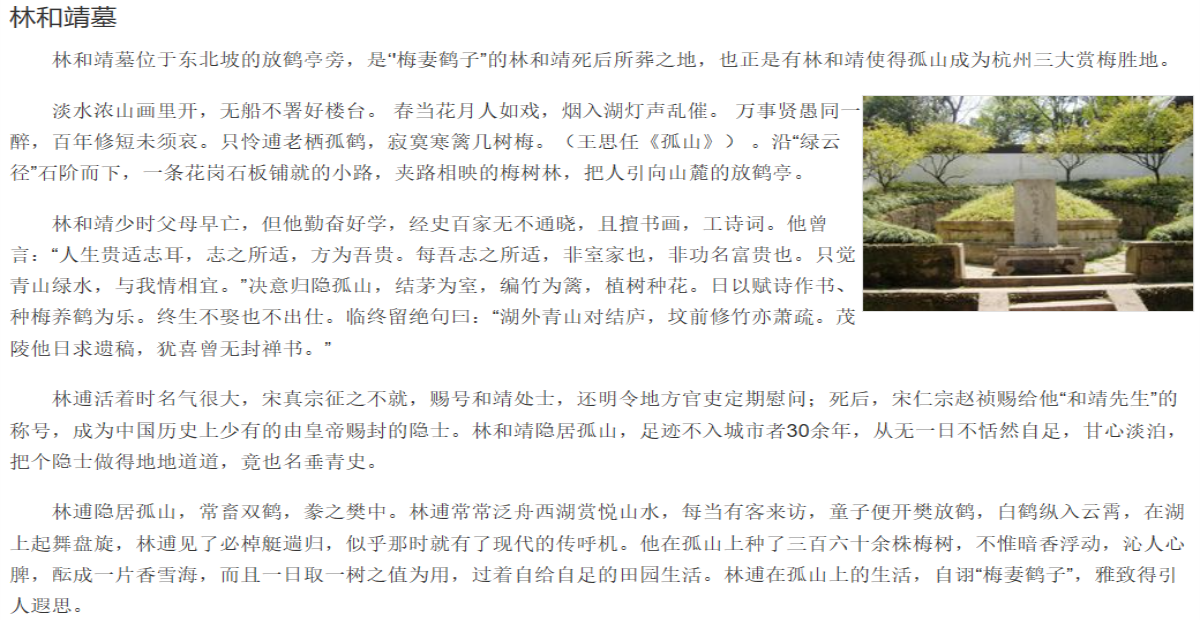 林和靖墓
林和靖墓位于东北坡的放鹤亭旁，是“梅妻鹤子”的林和靖死后所葬之地，也正是有林和靖使得孤山成为杭州三大赏梅胜地。
淡水浓山画里开，无船不署好楼台。 春当花月人如戏，烟入湖灯声乱催。 万事贤愚同一
醉，百年修短未须哀。只怜逋老栖孤鹤，寂寞寒篱几树梅。（王思任《孤山》） 。沿“绿云
径”石阶而下，一条花岗石板铺就的小路，夹路相映的梅树林，把人引向山麓的放鹤亭。
林和靖少时父母早亡，但他勤奋好学，经史百家无不通晓，且擅书画，工诗词。他曾
言：“人生贵适志耳，志之所适，方为吾贵。每吾志之所适，非室家也，非功名富贵也。只觉
青山绿水，与我情相宜。”决意归隐孤山，结茅为室，编竹为篱，植树种花。日以赋诗作书、
种梅养鹤为乐。终生不娶也不出仕。临终留绝句曰：“湖外青山对结庐，坟前修竹亦萧疏。茂
陵他日求遗稿，犹喜曾无封禅书。”
林逋活着时名气很大，宋真宗征之不就，赐号和靖处士，还明令地方官吏定期慰问；死后，宋仁宗赵祯赐给他“和靖先生”的
称号，成为中国历史上少有的由皇帝赐封的隐士。林和靖隐居孤山，足迹不入城市者30余年，从无一日不恬然自足，甘心淡泊，
把个隐士做得地地道道，竟也名垂青史。
林逋隐居孤山，常畜双鹤，豢之樊中。林逋常常泛舟西湖赏悦山水，每当有客来访，童子便开樊放鹤，白鹤纵入云霄，在湖
上起舞盘旋，林逋见了必棹艇遄归，似乎那时就有了现代的传呼机。他在孤山上种了三百六十余株梅树，不惟暗香浮动，沁人心
脾，酝成一片香雪海，而且一日取一树之值为用，过着自给自足的田园生活。林逋在孤山上的生活，自诩“梅妻鹤子”，雅致得引
人遐思。